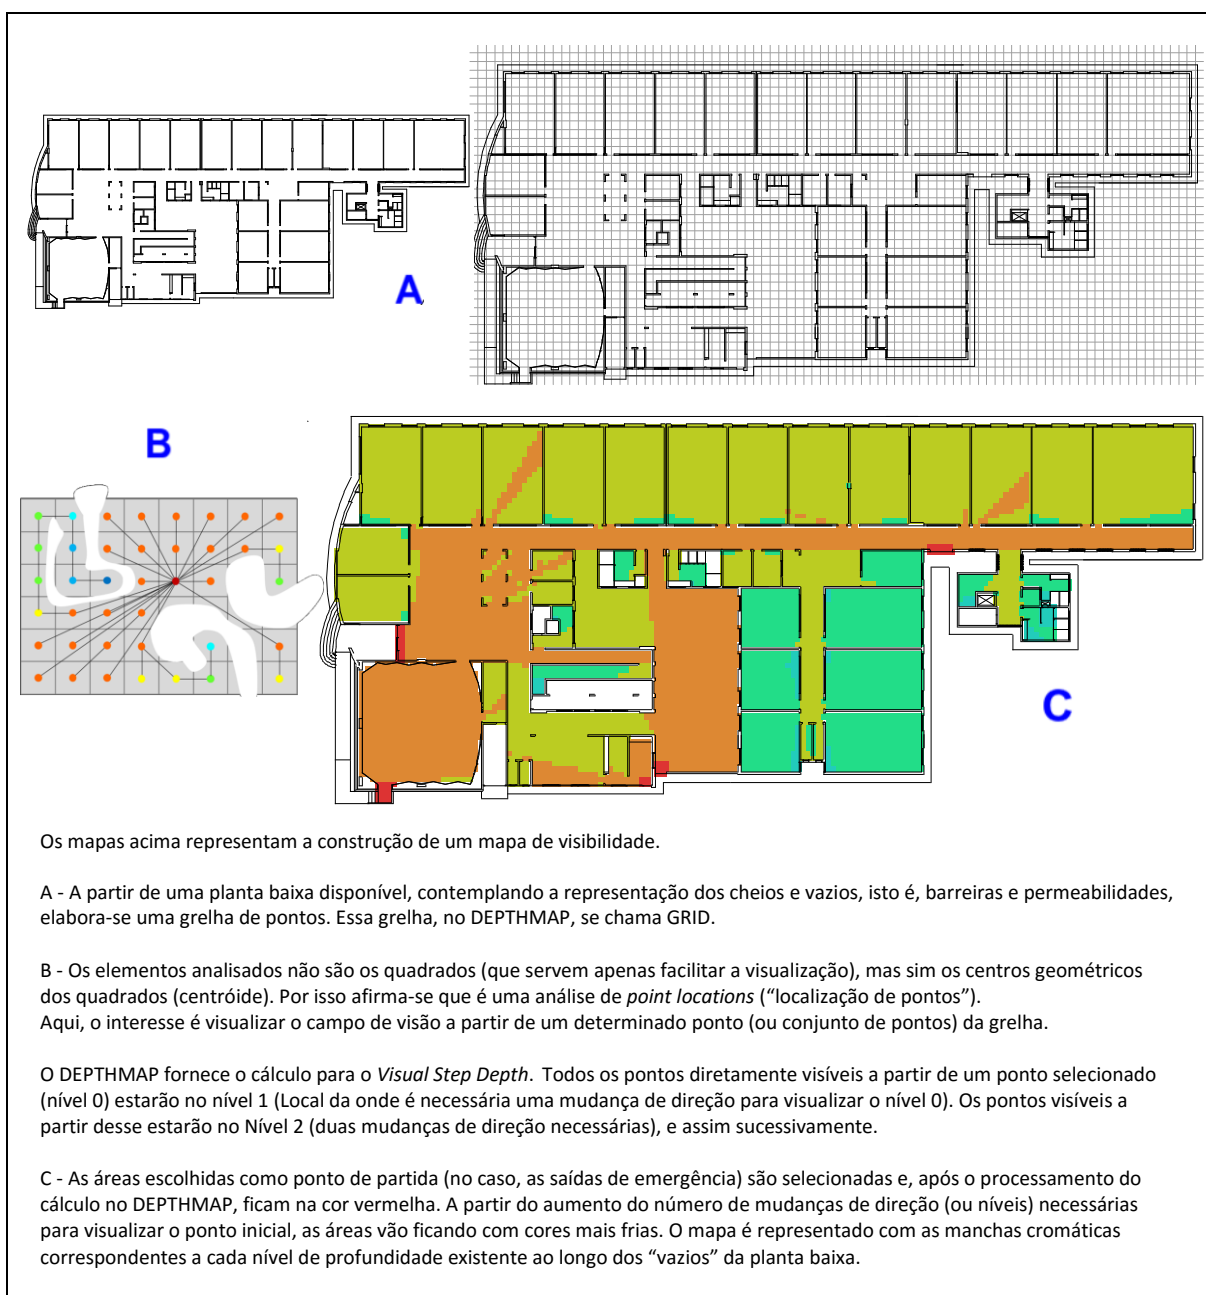 A
B
C
Os mapas acima representam a construção de um mapa de visibilidade.
A - A partir de uma planta baixa disponível, contemplando a representação dos cheios e vazios, isto é, barreiras e permeabilidades,
elabora-se uma grelha de pontos. Essa grelha, no DEPTHMAP, se chama GRID.
B - Os elementos analisados não são os quadrados (que servem apenas facilitar a visualização), mas sim os centros geométricos
dos quadrados (centróide). Por isso afirma-se que é uma análise de point locations (“localização de pontos”).
Aqui, o interesse é visualizar o campo de visão a partir de um determinado ponto (ou conjunto de pontos) da grelha.
O DEPTHMAP fornece o cálculo para o Visual Step Depth. Todos os pontos diretamente visíveis a partir de um ponto selecionado
(nível 0) estarão no nível 1 (Local da onde é necessária uma mudança de direção para visualizar o nível 0). Os pontos visíveis a
partir desse estarão no Nível 2 (duas mudanças de direção necessárias), e assim sucessivamente.
C - As áreas escolhidas como ponto de partida (no caso, as saídas de emergência) são selecionadas e, após o processamento do
cálculo no DEPTHMAP, ficam na cor vermelha. A partir do aumento do número de mudanças de direção (ou níveis) necessárias
para visualizar o ponto inicial, as áreas vão ficando com cores mais frias. O mapa é representado com as manchas cromáticas
correspondentes a cada nível de profundidade existente ao longo dos “vazios” da planta baixa.